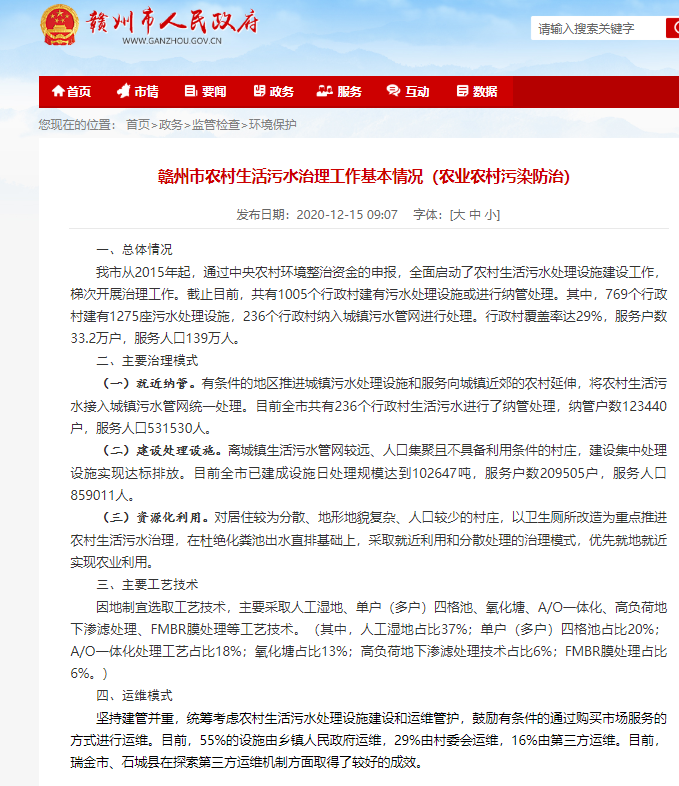 赣州市人民政府
WWW.GANZHOU.GOV.CN
请输入搜索关键字
首页 市情 要闻 政务 服务 互动 数据
您现在的位置： 首页>政务>监管检查>环境保护
赣州市农村生活污水治理工作基本情况（农业农村污染防治）
发布日期：2020-12-15 09:07 字体：[大 中 小]
一、总体情况
我市从2015年起，通过中央农村环境整治资金的申报，全面启动了农村生活污水处理设施建设工作，
梯次开展治理工作。截止目前，共有1005个行政村建有污水处理设施或进行纳管处理。其中，769个行政
村建有1275座污水处理设施，236个行政村纳入城镇污水管网进行处理。行政村覆盖率达29%，服务户数
33.2万户，服务人口139万人。
二、主要治理模式
（一）就近纳管。有条件的地区推进城镇污水处理设施和服务向城镇近郊的农村延伸，将农村生活污
水接入城镇污水管网统一处理。目前全市共有236个行政村生活污水进行了纳管处理，纳管户数123440
户，服务人口531530人。
（二）建设处理设施。离城镇生活污水管网较远、人口集聚且不具备利用条件的村庄，建设集中处理
设施实现达标排放。目前全市已建成设施日处理规模达到102647吨，服务户数209505户，服务人口
859011人。
（三）资源化利用。对居住较为分散、地形地貌复杂、人口较少的村庄，以卫生厕所改造为重点推进
农村生活污水治理，在杜绝化粪池出水直排基础上，采取就近利用和分散处理的治理模式，优先就地就近
实现农业利用。
三、主要工艺技术
因地制宜选取工艺技术，主要采取人工湿地、单户（多户）四格池、氧化塘、A/O一体化、高负荷地
下渗滤处理、FMBR膜处理等工艺技术。（其中，人工湿地占比37%；单户（多户）四格池占比20%；
A/O一体化处理工艺占比18%；氧化塘占比13%；高负荷地下渗滤处理技术占比6%；FMBR膜处理占比
6%。）
四、运维模式
坚持建管并重，统筹考虑农村生活污水处理设施建设和运维管护，鼓励有条件的通过购买市场服务的
方式进行运维。目前，55%的设施由乡镇人民政府运维，29%由村委会运维，16%由第三方运维。目前，
瑞金市、石城县在探索第三方运维机制方面取得了较好的成效。